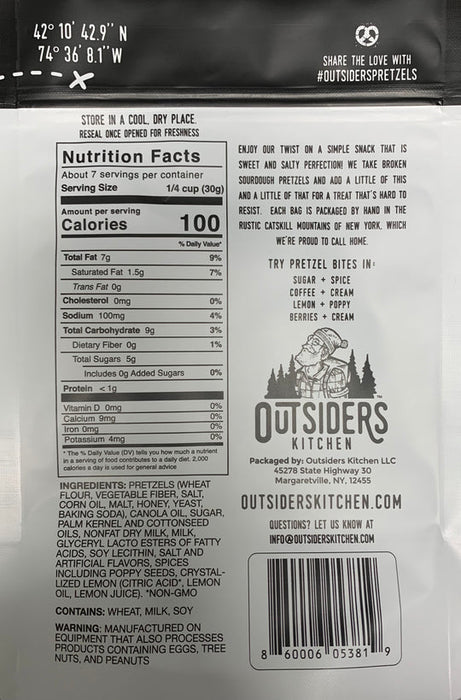 42° 10' 42.9" N
74° 36' 8.1" W
SHARE THE LOVE WITH
#OUTSIDERSPRETZELS
STORE IN A COOL, DRY PLACE.
RESEAL ONCE OPENED FOR FRESHNESS
Nutrition Facts
About 7 servings per container
Serving Size 1/4 cup (30g)
Amount per serving
Calories 100
% Daily Value*
Total Fat 7g 9%
Saturated Fat 1.5g 7%
Trans Fat 0g
Cholesterol 0mg 0%
Sodium 100mg 4%
Total Carbohydrate 9g 3%
Dietary Fiber 0g 1%
Total Sugars 5g
Includes 0g Added Sugars 0%
Protein <1g
Vitamin D 0mg 0%
Calcium 9mg 0%
Iron 0mg 0%
Potassium 4mg 0%
* The % Daily Value (DV) tells you how much a nutrient
in a serving of food contributes to a daily diet. 2,000
calories a day is used for general advice
INGREDIENTS: PRETZELS (WHEAT
FLOUR, VEGETABLE FIBER, SALT,
CORN OIL, MALT, HONEY, YEAST,
BAKING SODA), CANOLA OIL, SUGAR,
PALM KERNEL AND COTTONSEED
OILS, NONFAT DRY MILK, MILK,
GLYCERYL LACTO ESTERS OF FATTY
ACIDS, SOY LECITHIN, SALT AND
ARTIFICIAL FLAVORS, SPICES
INCLUDING POPPY SEEDS, CRYSTAL-
LIZED LEMON (CITRIC ACID*, LEMON
OIL, LEMON JUICE). *NON-GMO
CONTAINS: WHEAT, MILK, SOY
WARNING: MANUFACTURED ON
EQUIPMENT THAT ALSO PROCESSES
PRODUCTS CONTAINING EGGS, TREE
NUTS, AND PEANUTS
ENJOY OUR TWIST ON A SIMPLE SNACK THAT IS
SWEET AND SALTY PERFECTION! WE TAKE BROKEN
SOURDOUGH PRETZELS AND ADD A LITTLE OF THIS
AND A LITTLE OF THAT FOR A TREAT THAT'S HARD TO
RESIST. EACH BAG IS PACKAGED BY HAND IN THE
RUSTIC CATSKILL MOUNTAINS OF NEW YORK, WHICH
WE'RE PROUD TO CALL HOME.
TRY PRETZEL BITES IN:
SUGAR + SPICE
COFFEE + CREAM
LEMON + POPPY
BERRIES + CREAM
OUTSIDERS
KITCHEN
Packaged by: Outsiders Kitchen LLC
45278 State Highway 30
Margaretville, NY. 12455
OUTSIDERSKITCHEN.COM
QUESTIONS? LET US KNOW AT
INFO@OUTSIDERSKITCHEN.COM
8 60006 05381 9